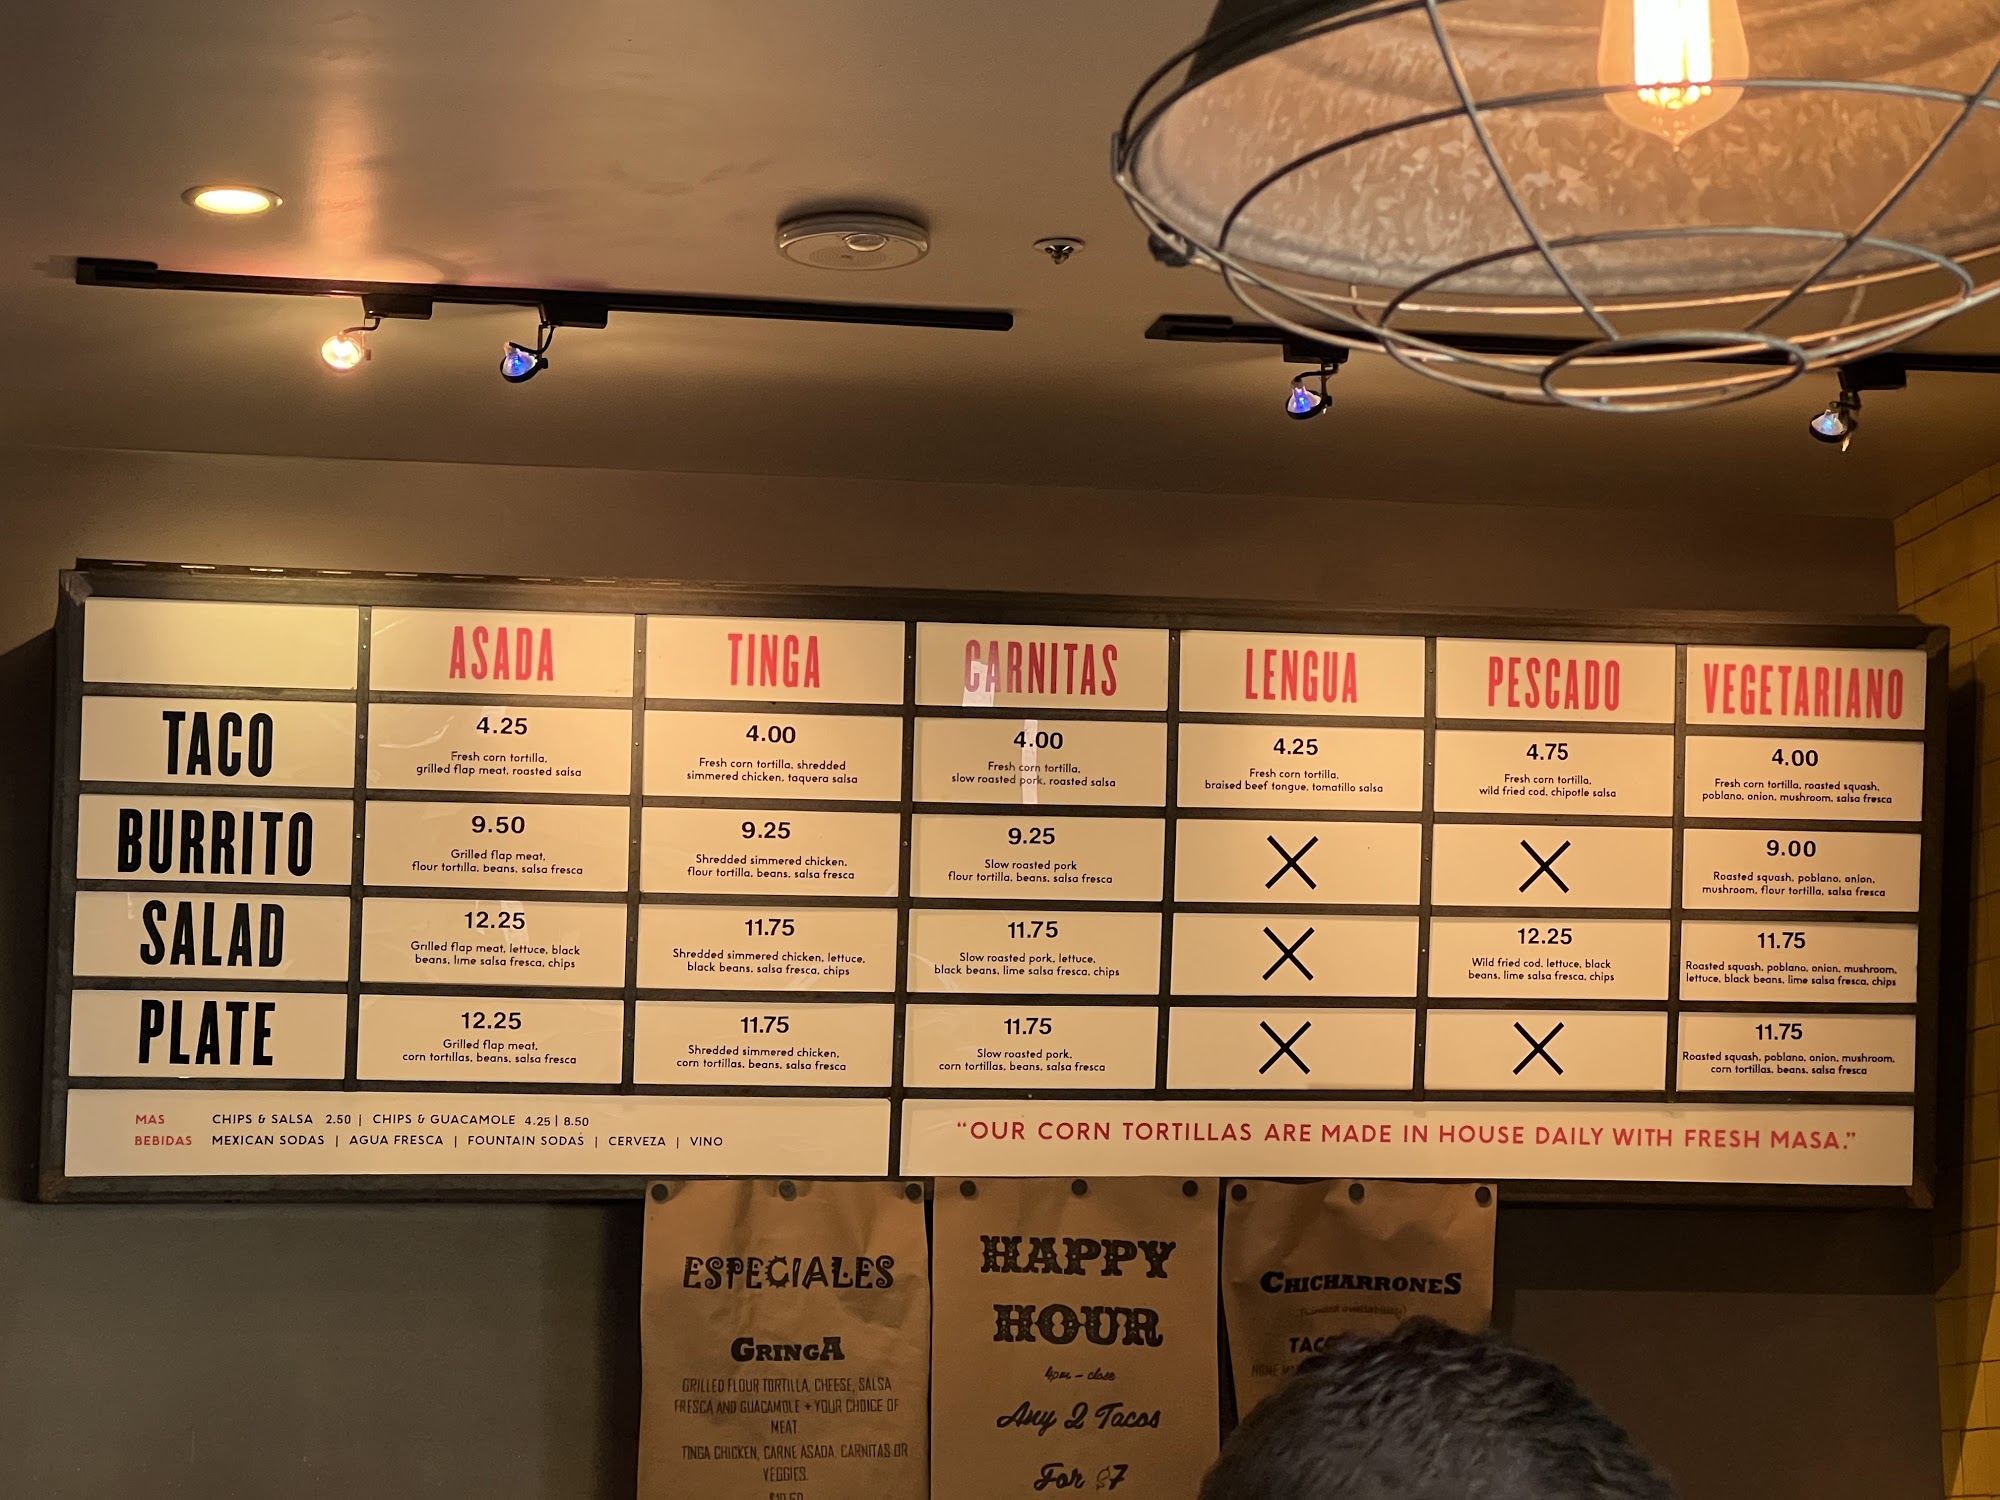 ASADA
TINGA
CARNITAS
LENGUA
PESCADO
VEGETARIANO
TACO
4.25
Fresh corn tortilla,
grilled flap meat, roasted salsa
4.00
Fresh corn tortilla, shredded
simmered chicken, taquera salsa
4.00
Fresh corn tortilla,
slow roasted pork, roasted salsa
4.25
Fresh corn tortilla,
braised beef tongue, tomatillo salsa
4.75
Fresh corn tortilla,
wild fried cod, chipotle salsa
4.00
Fresh corn tortilla, roasted squash,
poblano, onion, mushroom, salsa fresca
BURRITO
9.50
Grilled flap meat,
flour tortilla, beans, salsa fresca
9.25
Shredded simmered chicken,
flour tortilla, beans, salsa fresca
9.25
Slow roasted pork
flour tortilla, beans, salsa fresca
9.00
Roasted squash, poblano, onion,
mushroom, flour tortilla, salsa fresca
SALAD
12.25
Grilled flap meat, lettuce, black
beans, lime salsa fresca, chips
11.75
Shredded simmered chicken, lettuce,
black beans, salsa fresca, chips
11.75
Slow roasted pork, lettuce,
black beans, lime salsa fresca, chips
12.25
Wild fried cod, lettuce, black
beans, lime salsa fresca, chips
11.75
Roasted squash, poblano, onion, mushroom,
lettuce, black beans, lime salsa fresca, chips
PLATE
12.25
Grilled flap meat,
corn tortillas, beans, salsa fresca
11.75
Shredded simmered chicken,
corn tortillas, beans, salsa fresca
11.75
Slow roasted pork,
corn tortillas, beans, salsa fresca
11.75
Roasted squash, poblano, onion, mushroom,
corn tortillas, beans, salsa fresca
MAS CHIPS & SALSA 2.50 | CHIPS & GUACAMOLE 4.25 | 8.50
BEBIDAS MEXICAN SODAS | AGUA FRESCA | FOUNTAIN SODAS | CERVEZA | VINO
"OUR CORN TORTILLAS ARE MADE IN HOUSE DAILY WITH FRESH MASA."
ESPECIALES
GRINGA
GRILLED FLOUR TORTILLA, CHEESE, SALSA
FRESCA AND GUACAMOLE + YOUR CHOICE OF
MEAT
TINGA CHICKEN, CARNE ASADA, CARNITAS OR
VEGGIES.
HAPPY
HOUR
4pm - close
Any 2 Tacos
For $7
CHICHARRONES